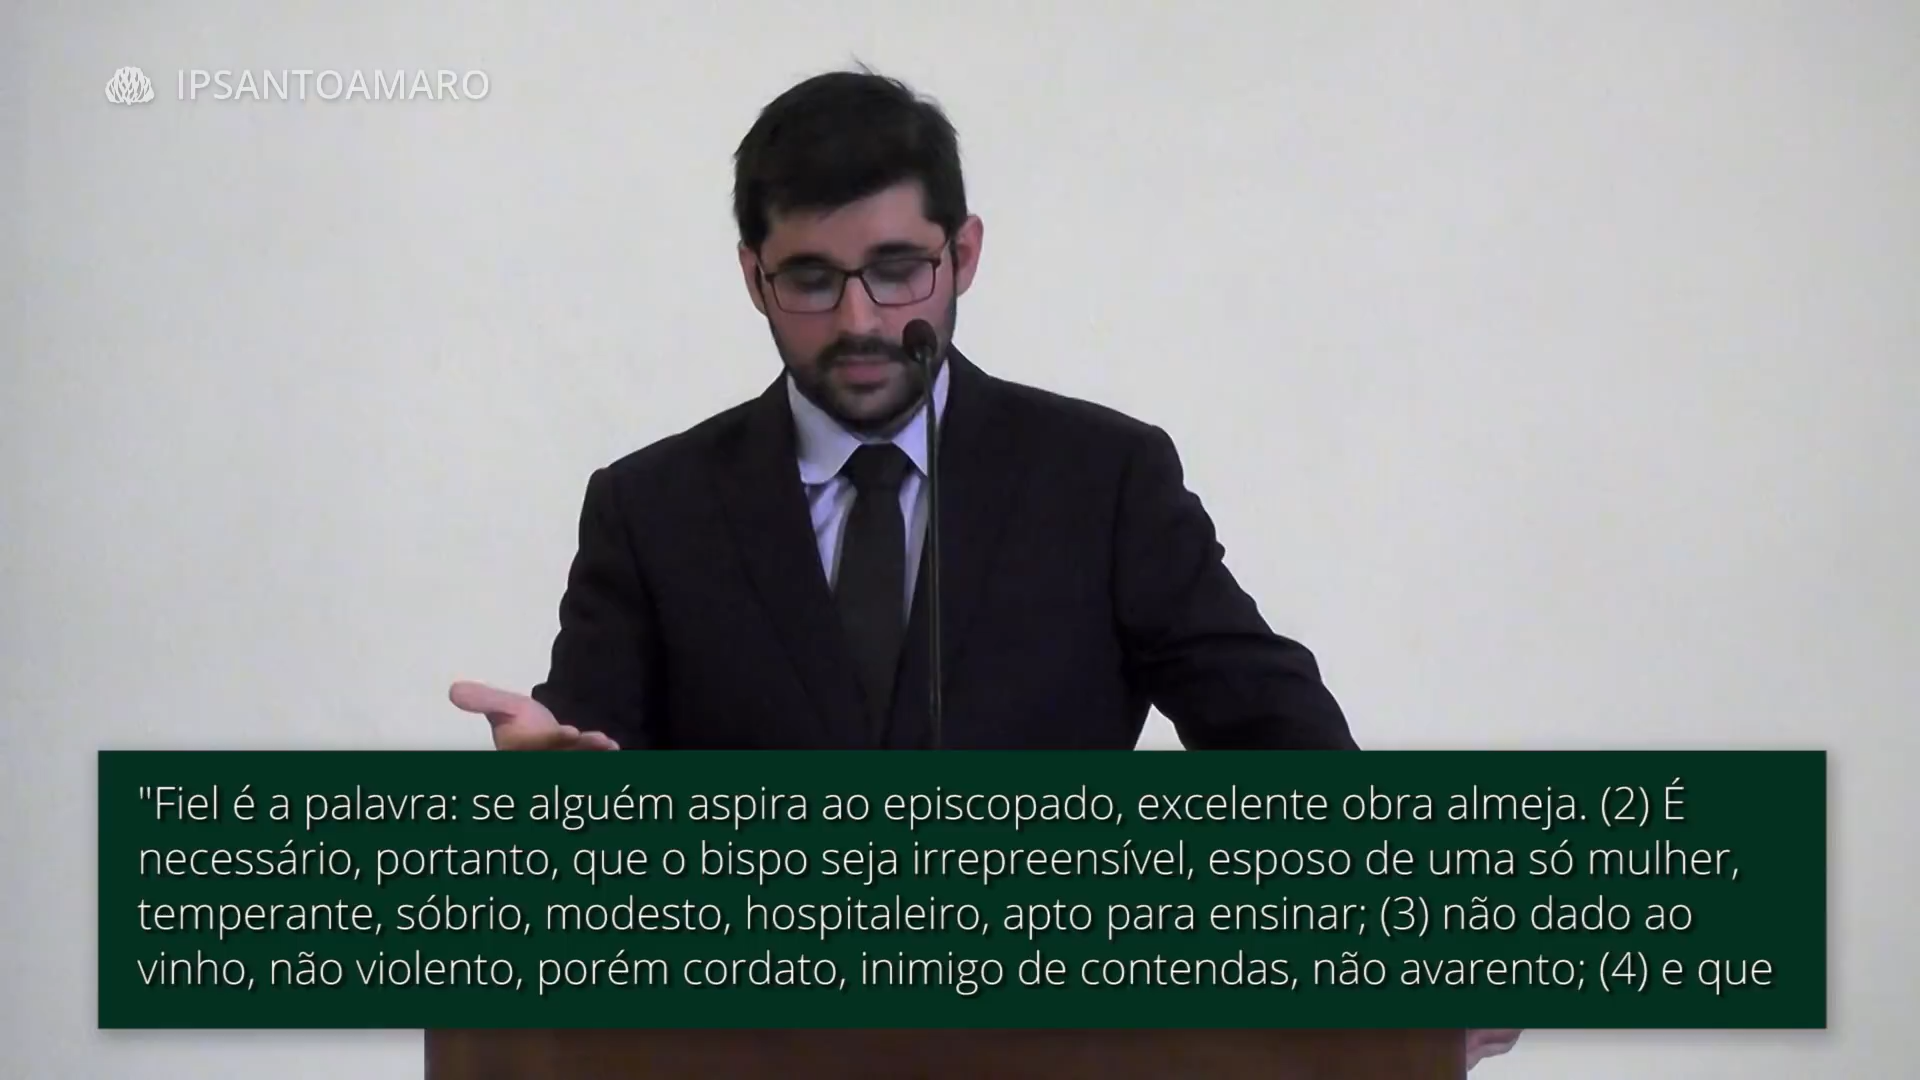 IPSANTOAMARO
"Fiel é a palavra: se alguém aspira ao episcopado, excelente obra almeja. (2) É
necessário, portanto, que o bispo seja irrepreensível, esposo de uma só mulher,
temperante, sóbrio, modesto, hospitaleiro, apto para ensinar; (3) não dado ao
vinho, não violento, porém cordato, inimigo de contendas, não avarento; (4) e que